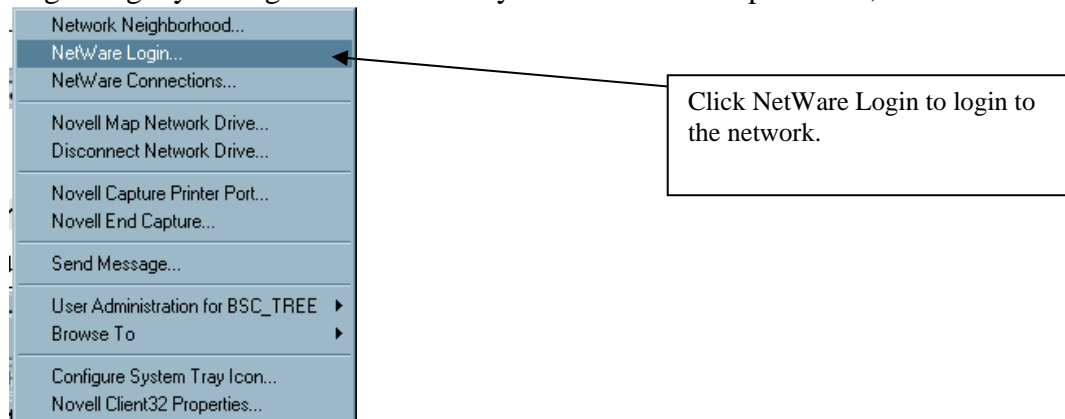 Network Neighborhood...
NetWare Login...
NetWare Connections...
Novell Map Network Drive...
Disconnect Network Drive...
Novell Capture Printer Port...
Novell End Capture...
Send Message...
User Administration for BSC_TREE
Browse To
Configure System Tray Icon...
Novell Client32 Properties...
Click NetWare Login to login to
the network.